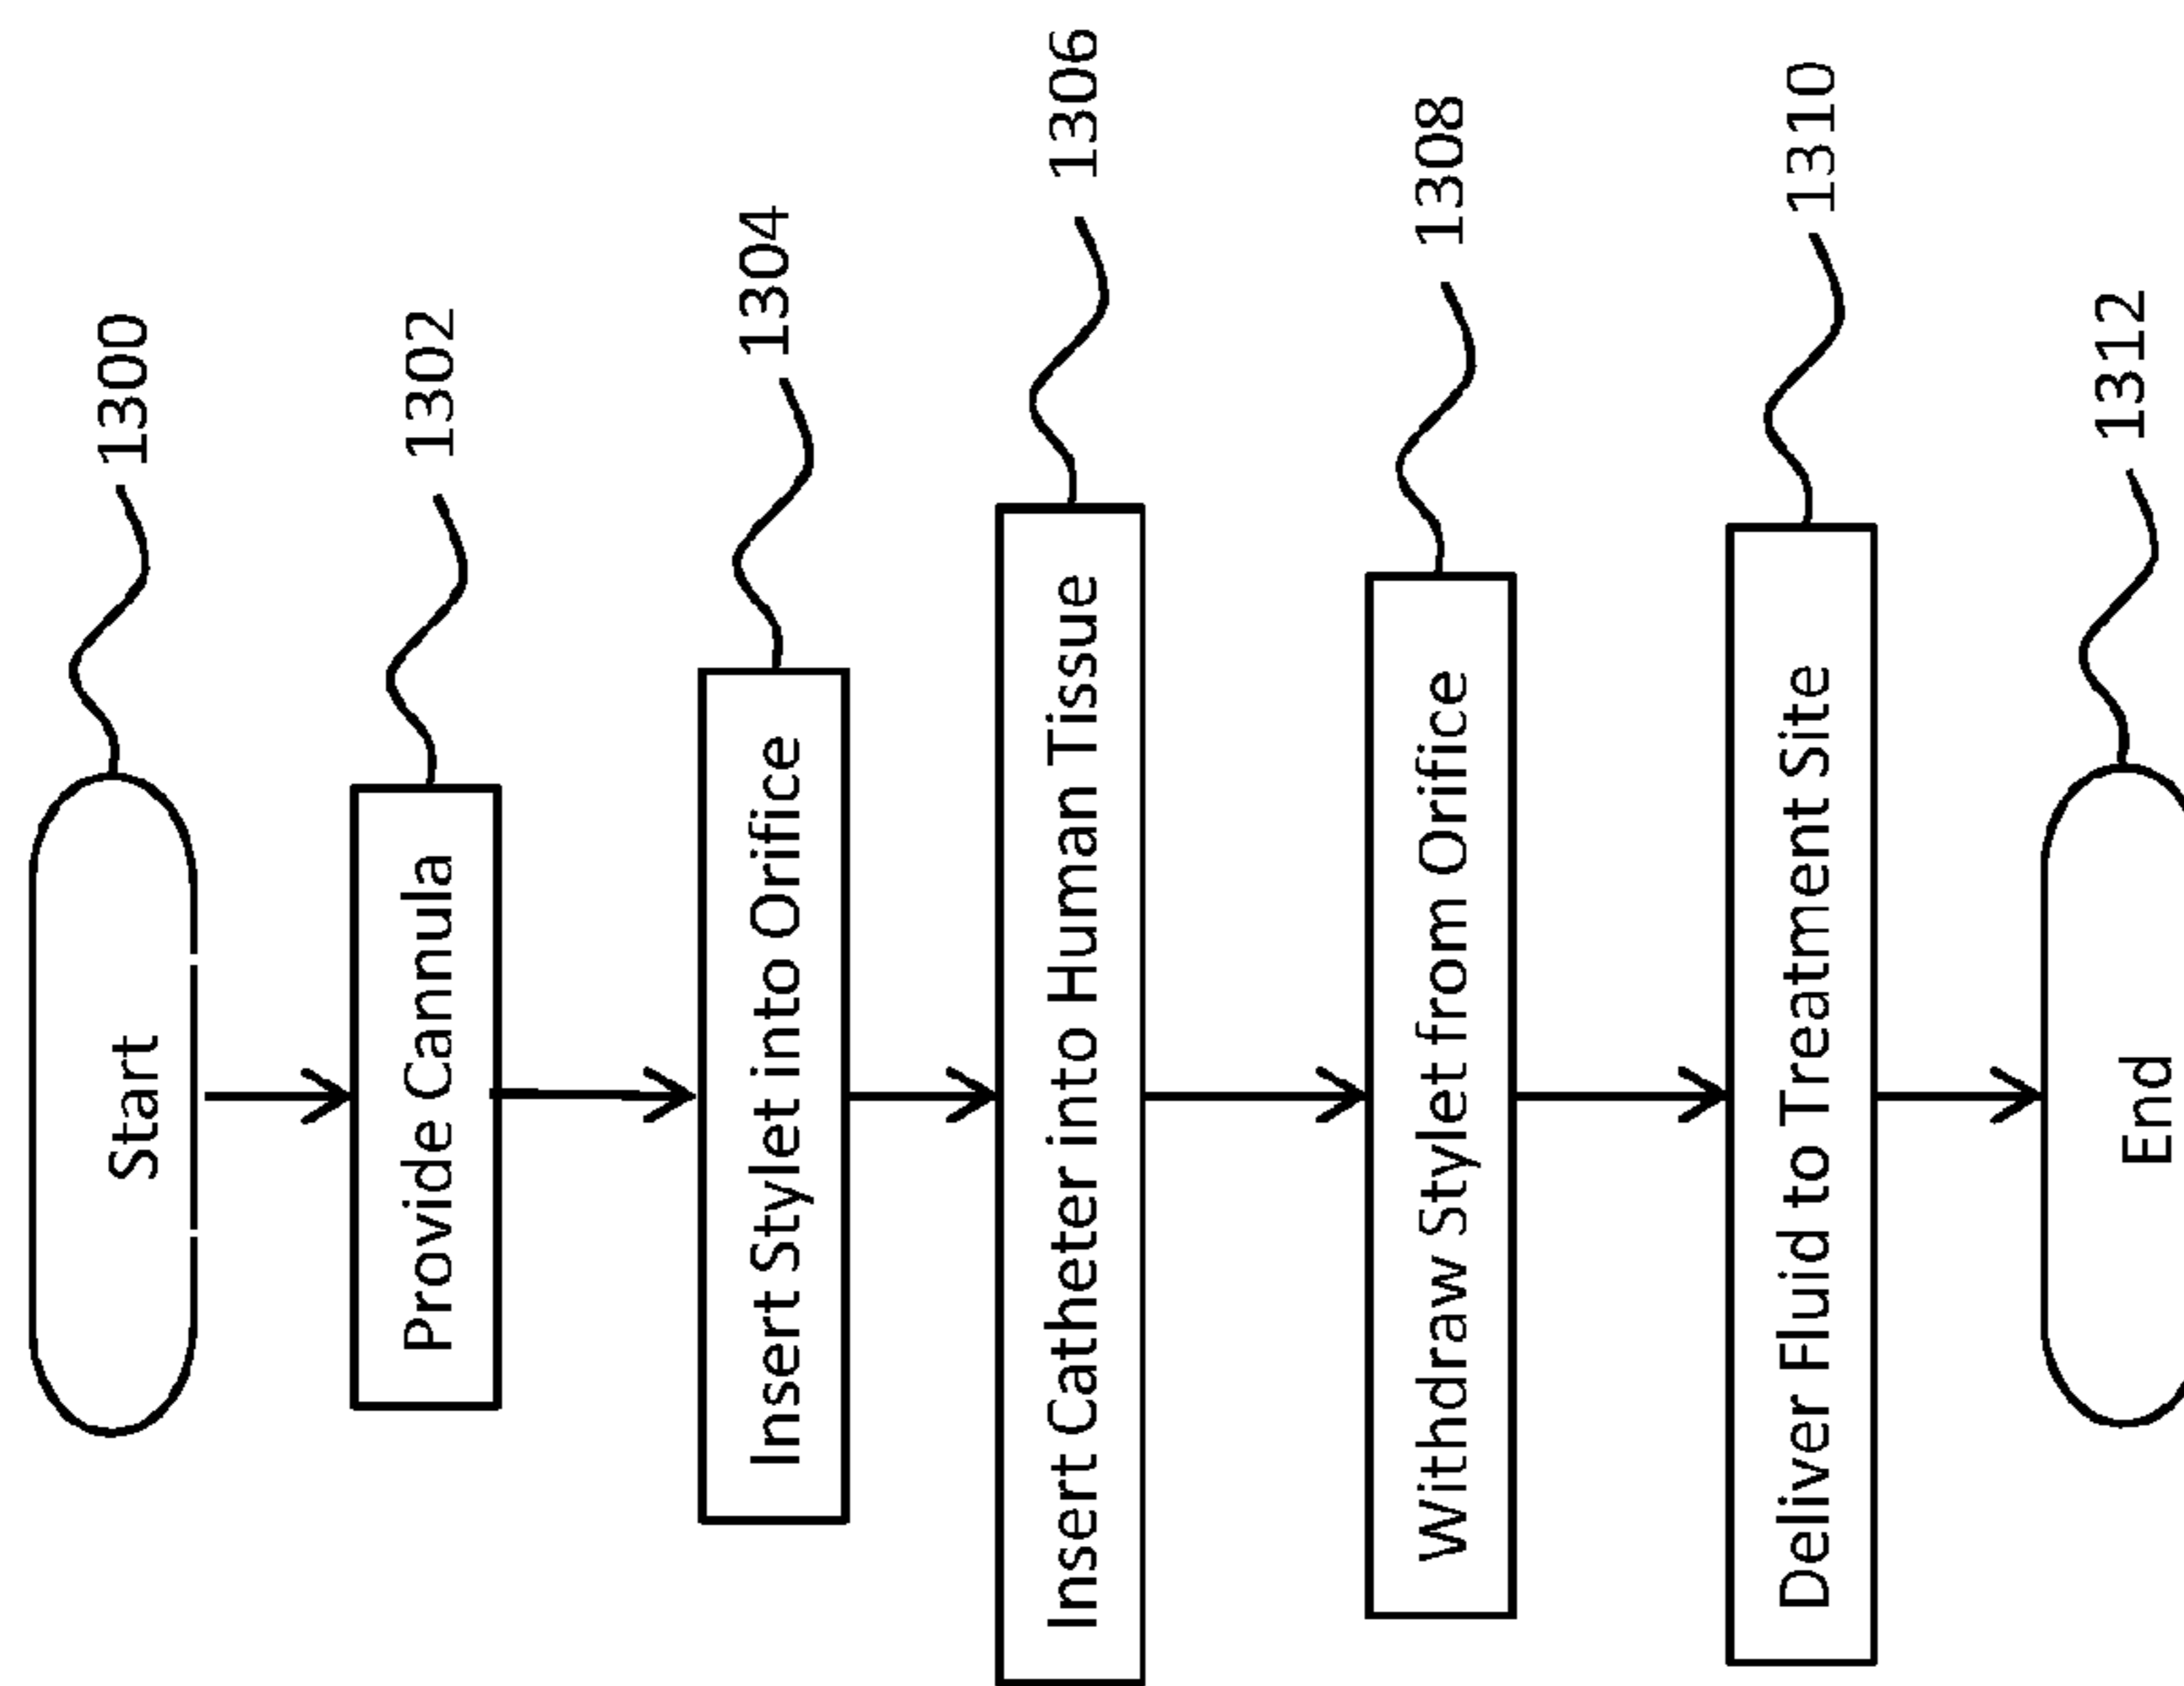 Start
1300
Provide Cannula
1302
Insert Stylet into Orifice
1304
Insert Catheter into Human Tissue
1306
Withdraw Stylet from Orifice
1308
Deliver Fluid to Treatment Site
1310
End
1312